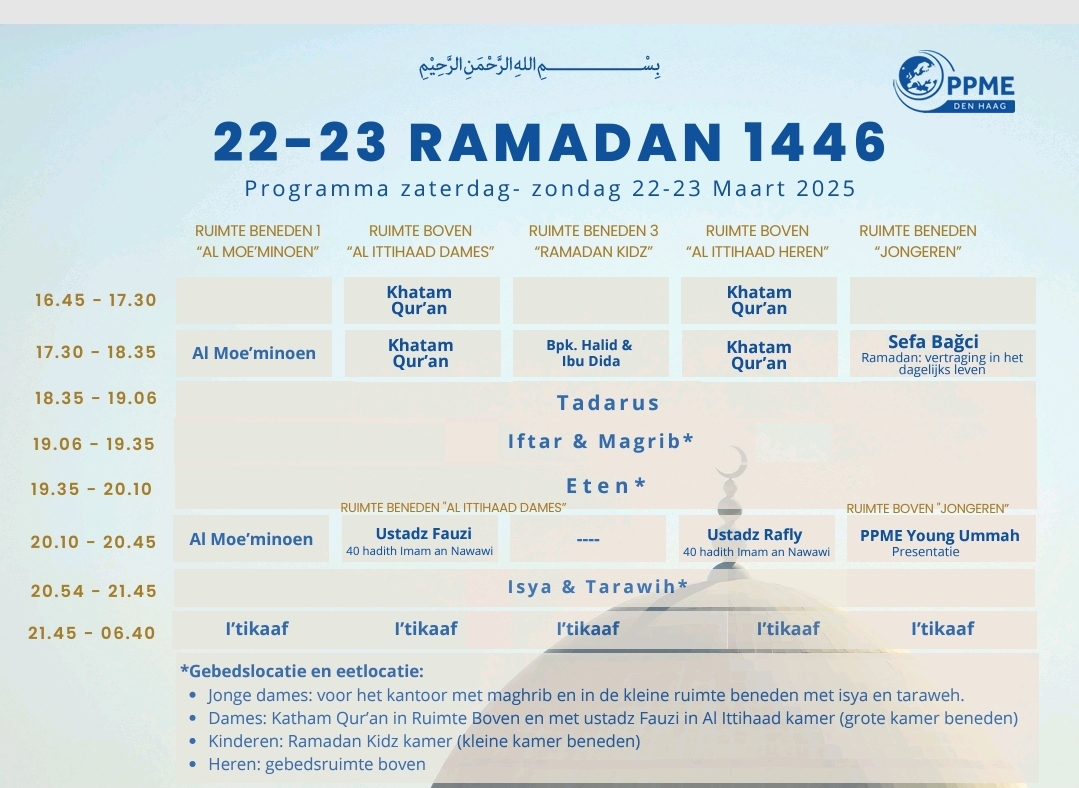 بِسْمِ اللهِ الرَّحْمَنِ الرَّحِيْمِ
PPME
DEN HAAG
22-23 RAMADAN 1446
Programma zaterdag- zondag 22-23 Maart 2025
RUIMTE BENEDEN 1 RUIMTE BOVEN RUIMTE BENEDEN 3 RUIMTE BOVEN RUIMTE BENEDEN
“AL MOE’MINOEN” “AL ITTIHAAD DAMES” “RAMADAN KIDZ” “AL ITTIHAAD HEREN” “JONGEREN”
16.45 - 17.30
Khatam
Qur’an
Khatam
Qur’an
17.30 - 18.35
Al Moe’minoen
Khatam
Qur’an
Bpk. Halid &
Ibu Dida
Khatam
Qur’an
Sefa Bağci
Ramadan: vertraging in het
dagelijks leven
18.35 - 19.06
Tadarus
19.06 - 19.35
Iftar & Magrib*
19.35 - 20.10
Eten*
RUIMTE BENEDEN "AL ITTIHAAD DAMES” RUIMTE BOVEN "JONGEREN”
20.10 - 20.45
Al Moe’minoen
Ustadz Fauzi
40 hadith Imam an Nawawi
----
Ustadz Rafly
40 hadith Imam an Nawawi
PPME Young Ummah
Presentatie
20.54 - 21.45
Isya & Tarawih*
21.45 - 06.40
I’tikaaf I’tikaaf I’tikaaf I’tikaaf I’tikaaf
*Gebedslocatie en eetlocatie:
• Jonge dames: voor het kantoor met maghrib en in de kleine ruimte beneden met isya en taraweh.
• Dames: Katham Qur’an in Ruimte Boven en met ustadz Fauzi in Al Ittihaad kamer (grote kamer beneden)
• Kinderen: Ramadan Kidz kamer (kleine kamer beneden)
• Heren: gebedsruimte boven